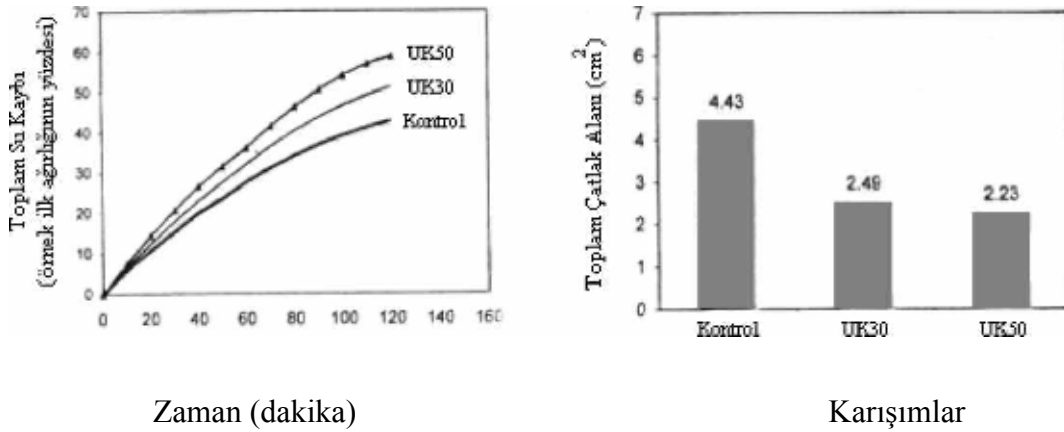 Toplam Su Kaybı
(örnek ilk ağırlığının yüzdesi)
70
60
50
40
30
20
10
0
UK50
UK30
Kontrol
0 20 40 60 80 100 120 140 160
Zaman (dakika)
Toplam Çatlak Alanı (cm²)
7
6
5
4
3
2
1
0
4.43
2.49
2.23
Kontrol UK30 UK50
Karışımlar